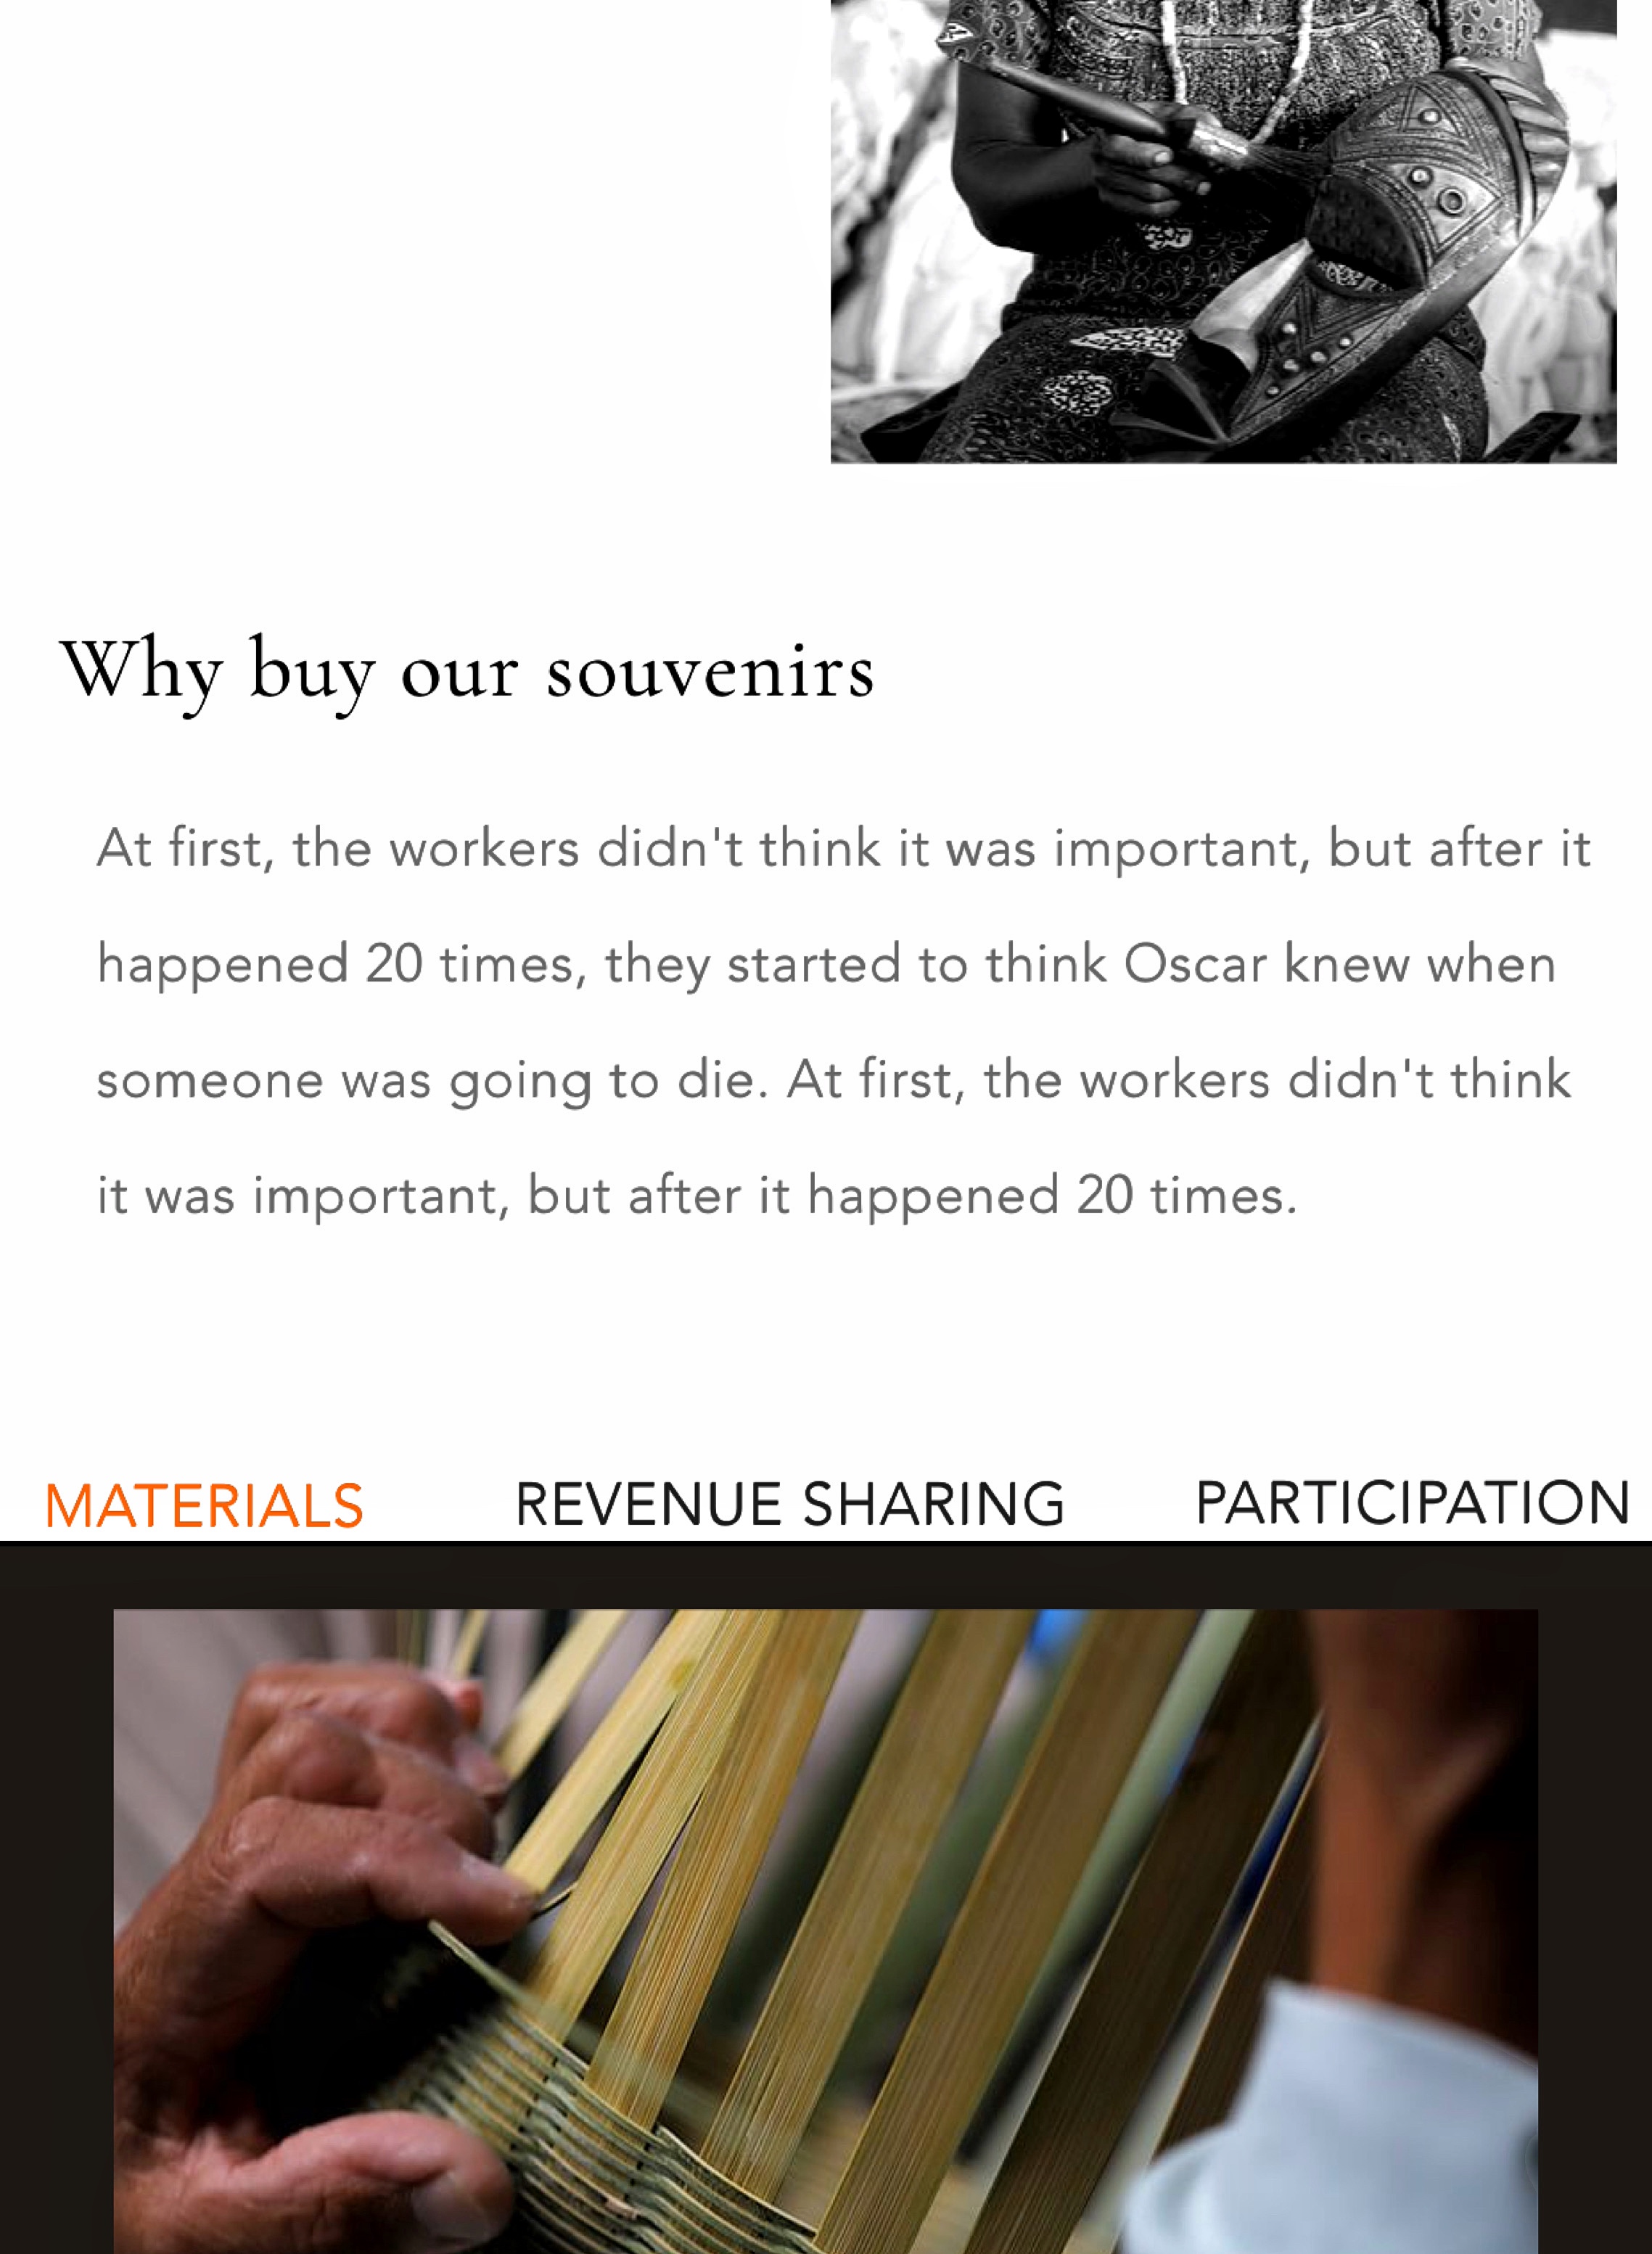 Why buy our souvenirs
At first, the workers didn't think it was important, but after it
happened 20 times, they started to think Oscar knew when
someone was going to die. At first, the workers didn't think
it was important, but after it happened 20 times.
MATERIALS REVENUE SHARING PARTICIPATION